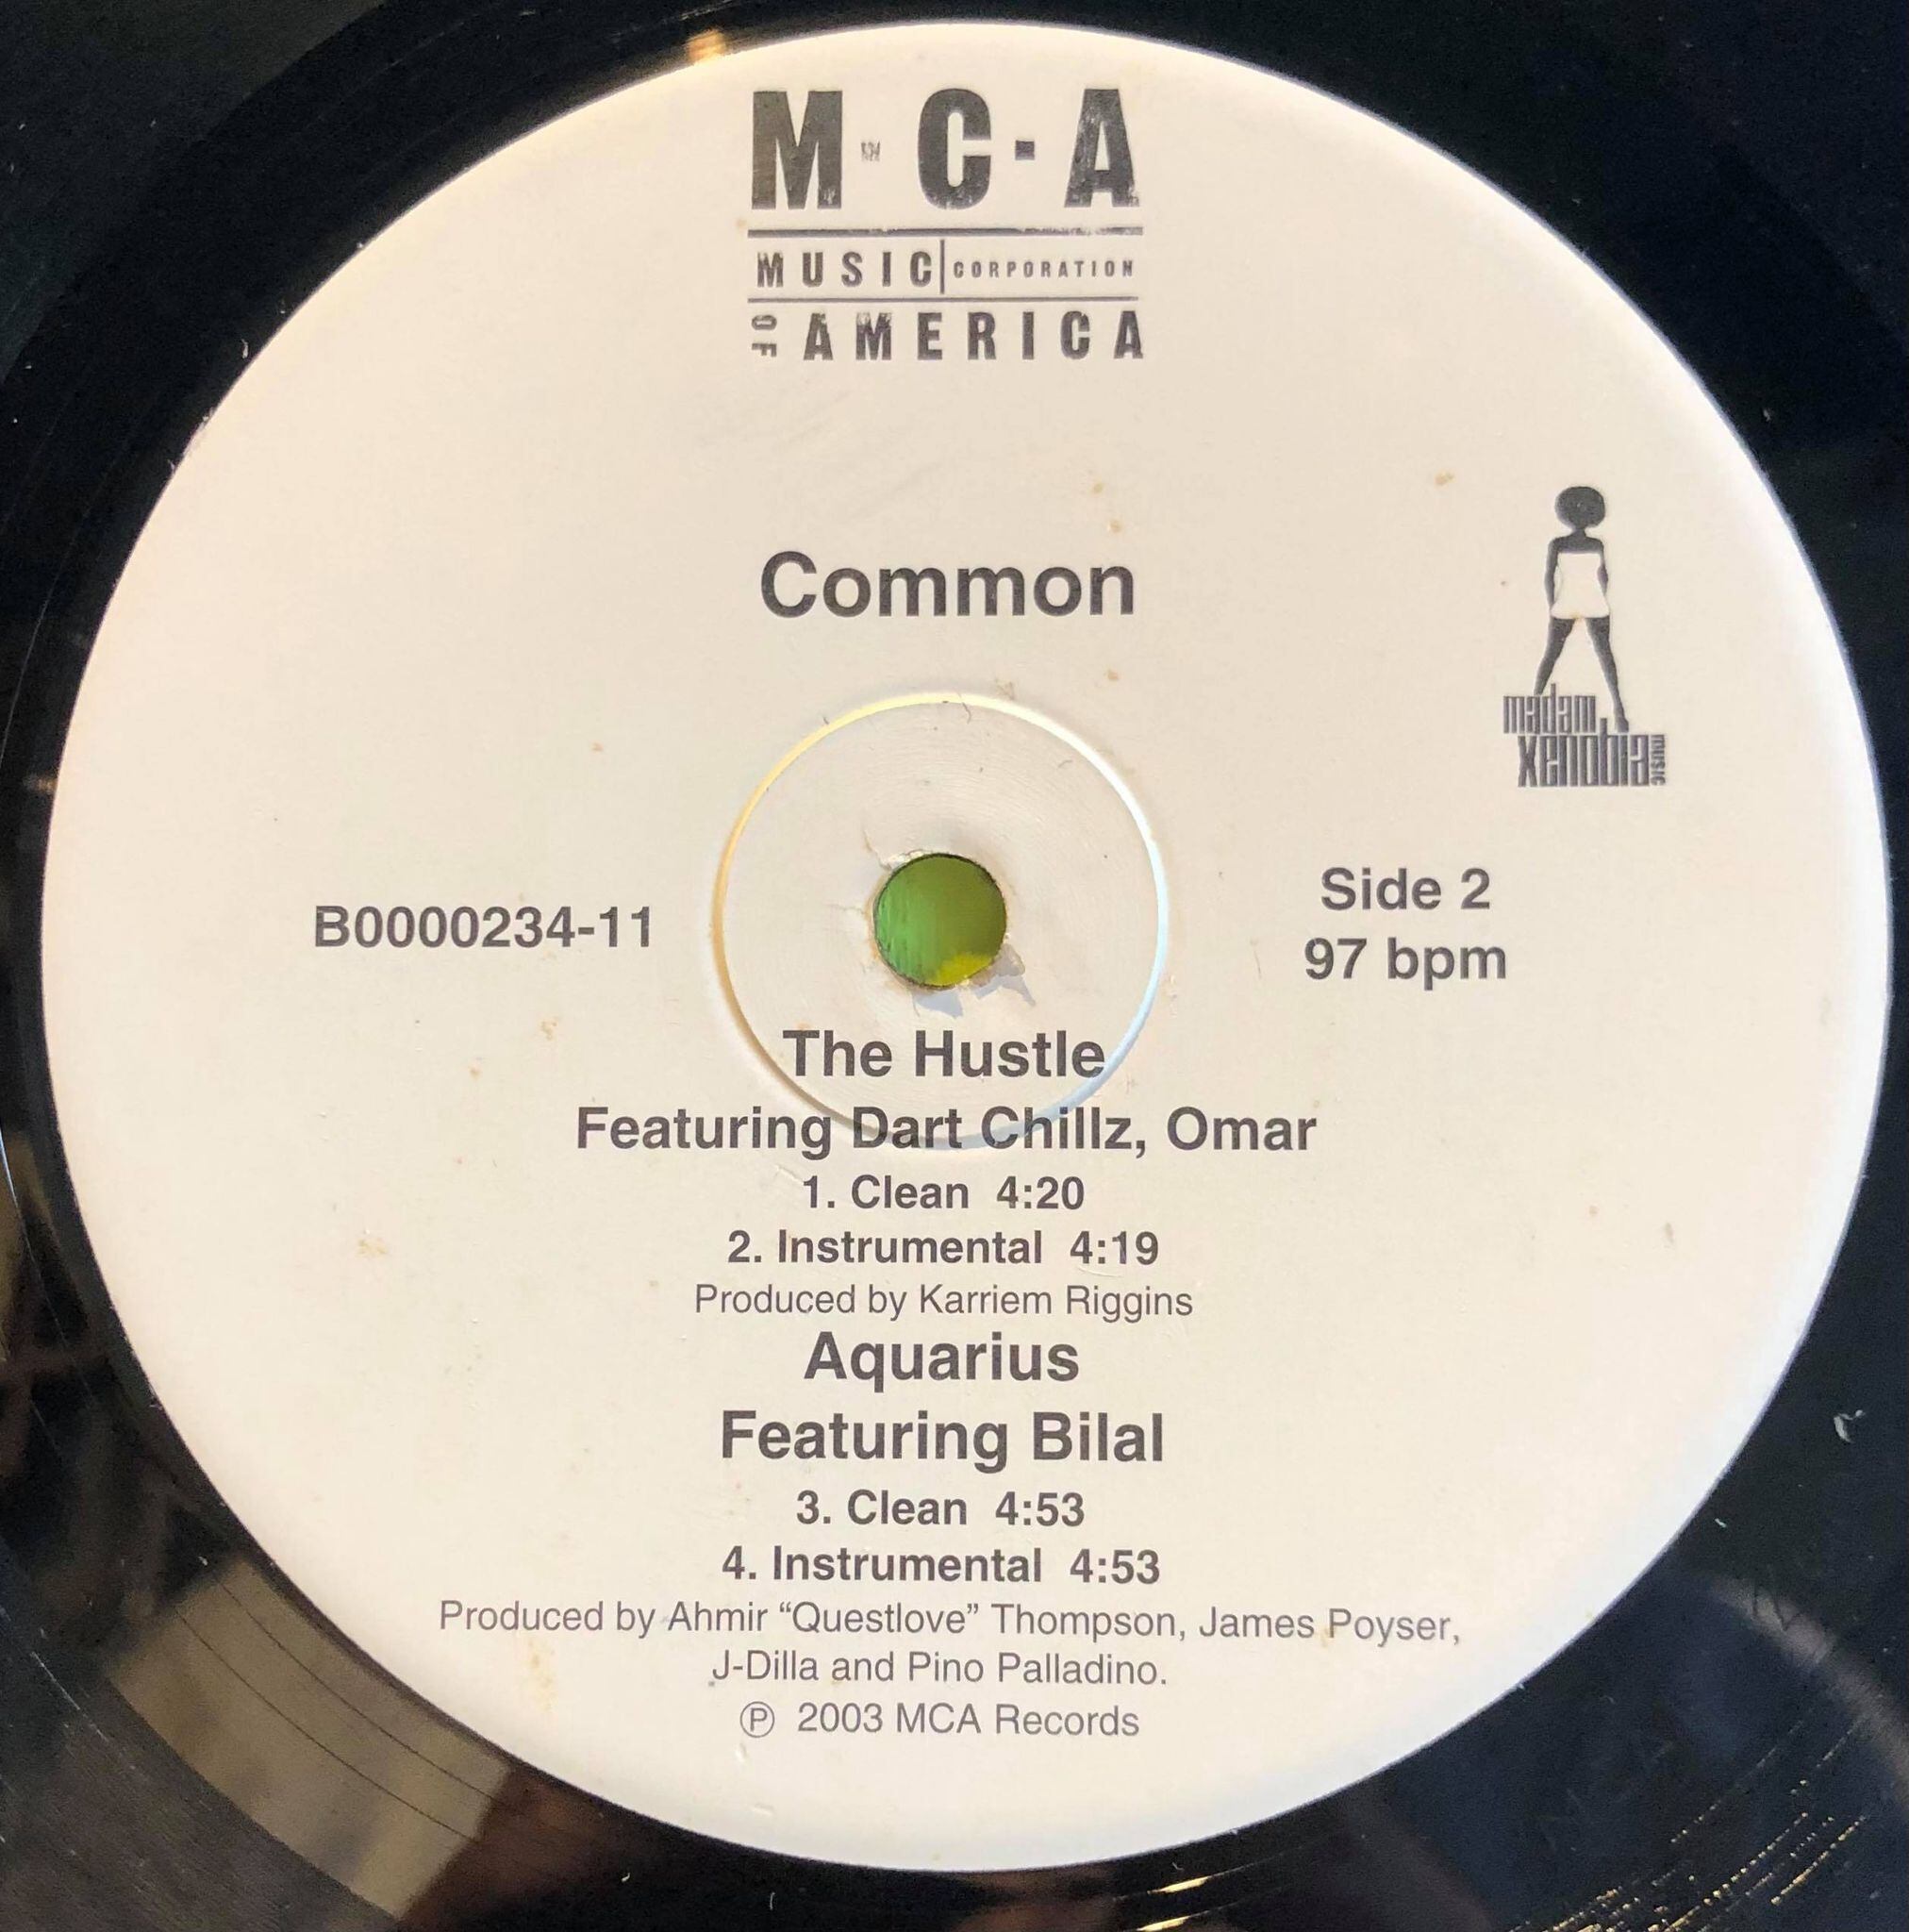 M·C·A
MUSIC CORPORATION
OF AMERICA
Common
madam
xenobia music
B0000234-11
Side 2
97 bpm
The Hustle
Featuring Dart Chillz, Omar
1. Clean 4:20
2. Instrumental 4:19
Produced by Karriem Riggins
Aquarius
Featuring Bilal
3. Clean 4:53
4. Instrumental 4:53
Produced by Ahmir “Questlove” Thompson, James Poyser,
J-Dilla and Pino Palladino.
℗ 2003 MCA Records